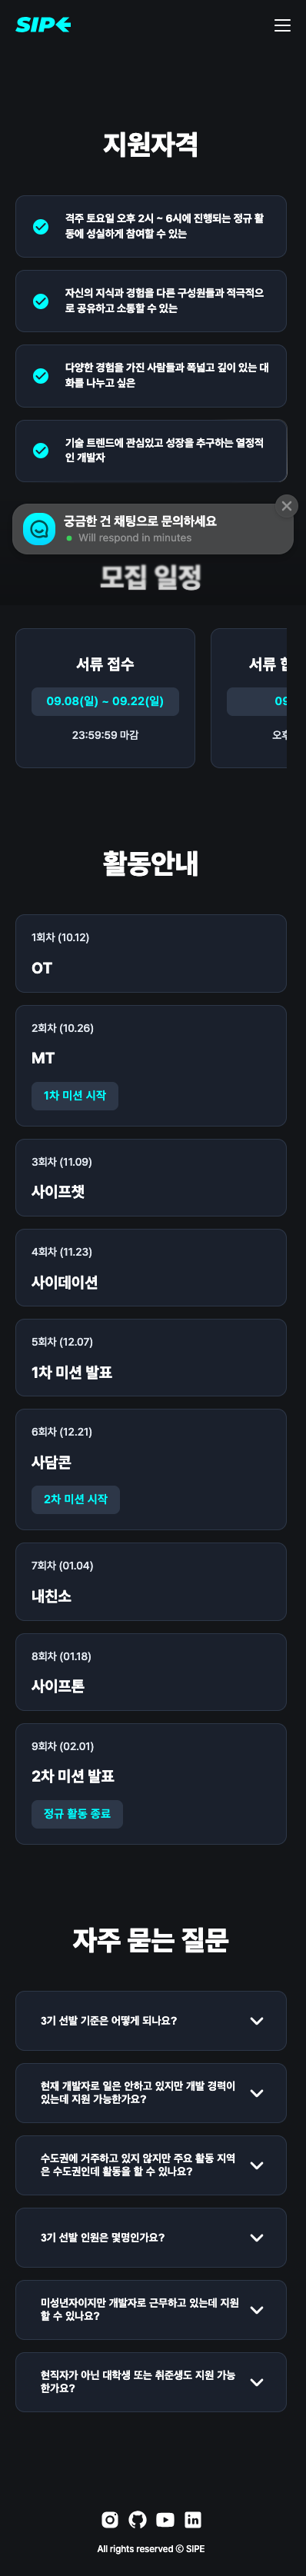 SIPE
지원자격
격주 토요일 오후 2시 ~ 6시에 진행되는 정규 활
동에 성실하게 참여할 수 있는
자신의 지식과 경험을 다른 구성원들과 적극적으
로 공유하고 소통할 수 있는
다양한 경험을 가진 사람들과 폭넓고 깊이 있는 대
화를 나누고 싶은
기술 트렌드에 관심있고 성장을 추구하는 열정적
인 개발자
궁금한 건 채팅으로 문의하세요
Will respond in minutes
모집 일정
서류 접수
09.08(일) ~ 09.22(일)
23:59:59 마감
서류 합
09
오후
활동안내
1회차 (10.12)
OT
2회차 (10.26)
MT
1차 미션 시작
3회차 (11.09)
사이프챗
4회차 (11.23)
사이데이션
5회차 (12.07)
1차 미션 발표
6회차 (12.21)
사담콘
2차 미션 시작
7회차 (01.04)
내친소
8회차 (01.18)
사이프톤
9회차 (02.01)
2차 미션 발표
정규 활동 종료
자주 묻는 질문
3기 선발 기준은 어떻게 되나요?
현재 개발자로 일은 안하고 있지만 개발 경력이
있는데 지원 가능한가요?
수도권에 거주하고 있지 않지만 주요 활동 지역
은 수도권인데 활동을 할 수 있나요?
3기 선발 인원은 몇명인가요?
미성년자이지만 개발자로 근무하고 있는데 지원
할 수 있나요?
현직자가 아닌 대학생 또는 취준생도 지원 가능
한가요?
All rights reserved ⓒ SIPE